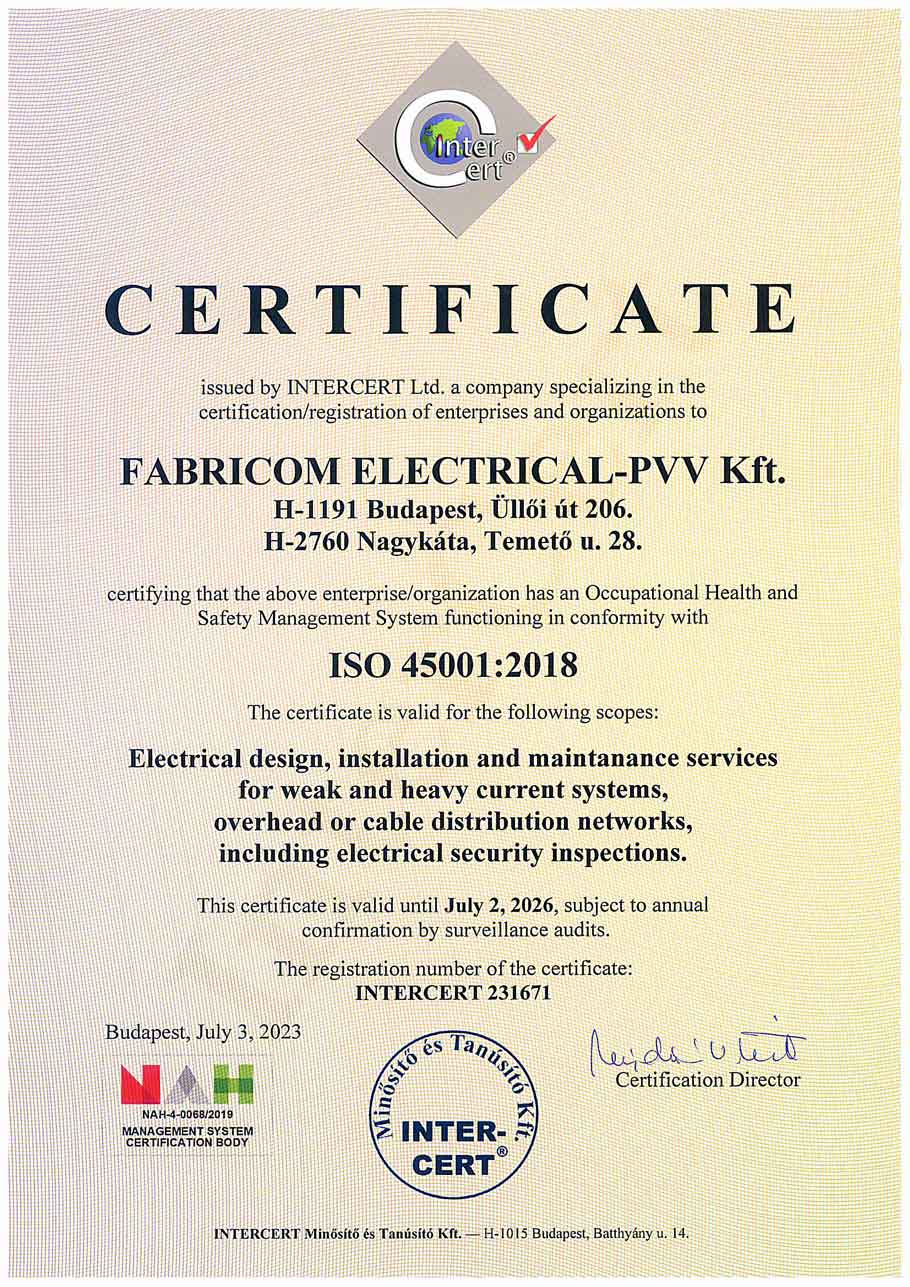 Inter
Cert®
CERTIFICATE
issued by INTERCERT Ltd. a company specializing in the
certification/registration of enterprises and organizations to
FABRICOM ELECTRICAL-PVV Kft.
H-1191 Budapest, Üllői út 206.
H-2760 Nagykáta, Temető u. 28.
certifying that the above enterprise/organization has an Occupational Health and
Safety Management System functioning in conformity with
ISO 45001:2018
The certificate is valid for the following scopes:
Electrical design, installation and maintanance services
for weak and heavy current systems,
overhead or cable distribution networks,
including electrical security inspections.
This certificate is valid until July 2, 2026, subject to annual
confirmation by surveillance audits.
The registration number of the certificate:
INTERCERT 231671
Budapest, July 3, 2023
NAH
NAH-4-0068/2019
MANAGEMENT SYSTEM
CERTIFICATION BODY
Minősítő és Tanúsító Kft.
INTER-
CERT®
Certification Director
INTERCERT Minősítő és Tanúsító Kft. — H-1015 Budapest, Batthyány u. 14.